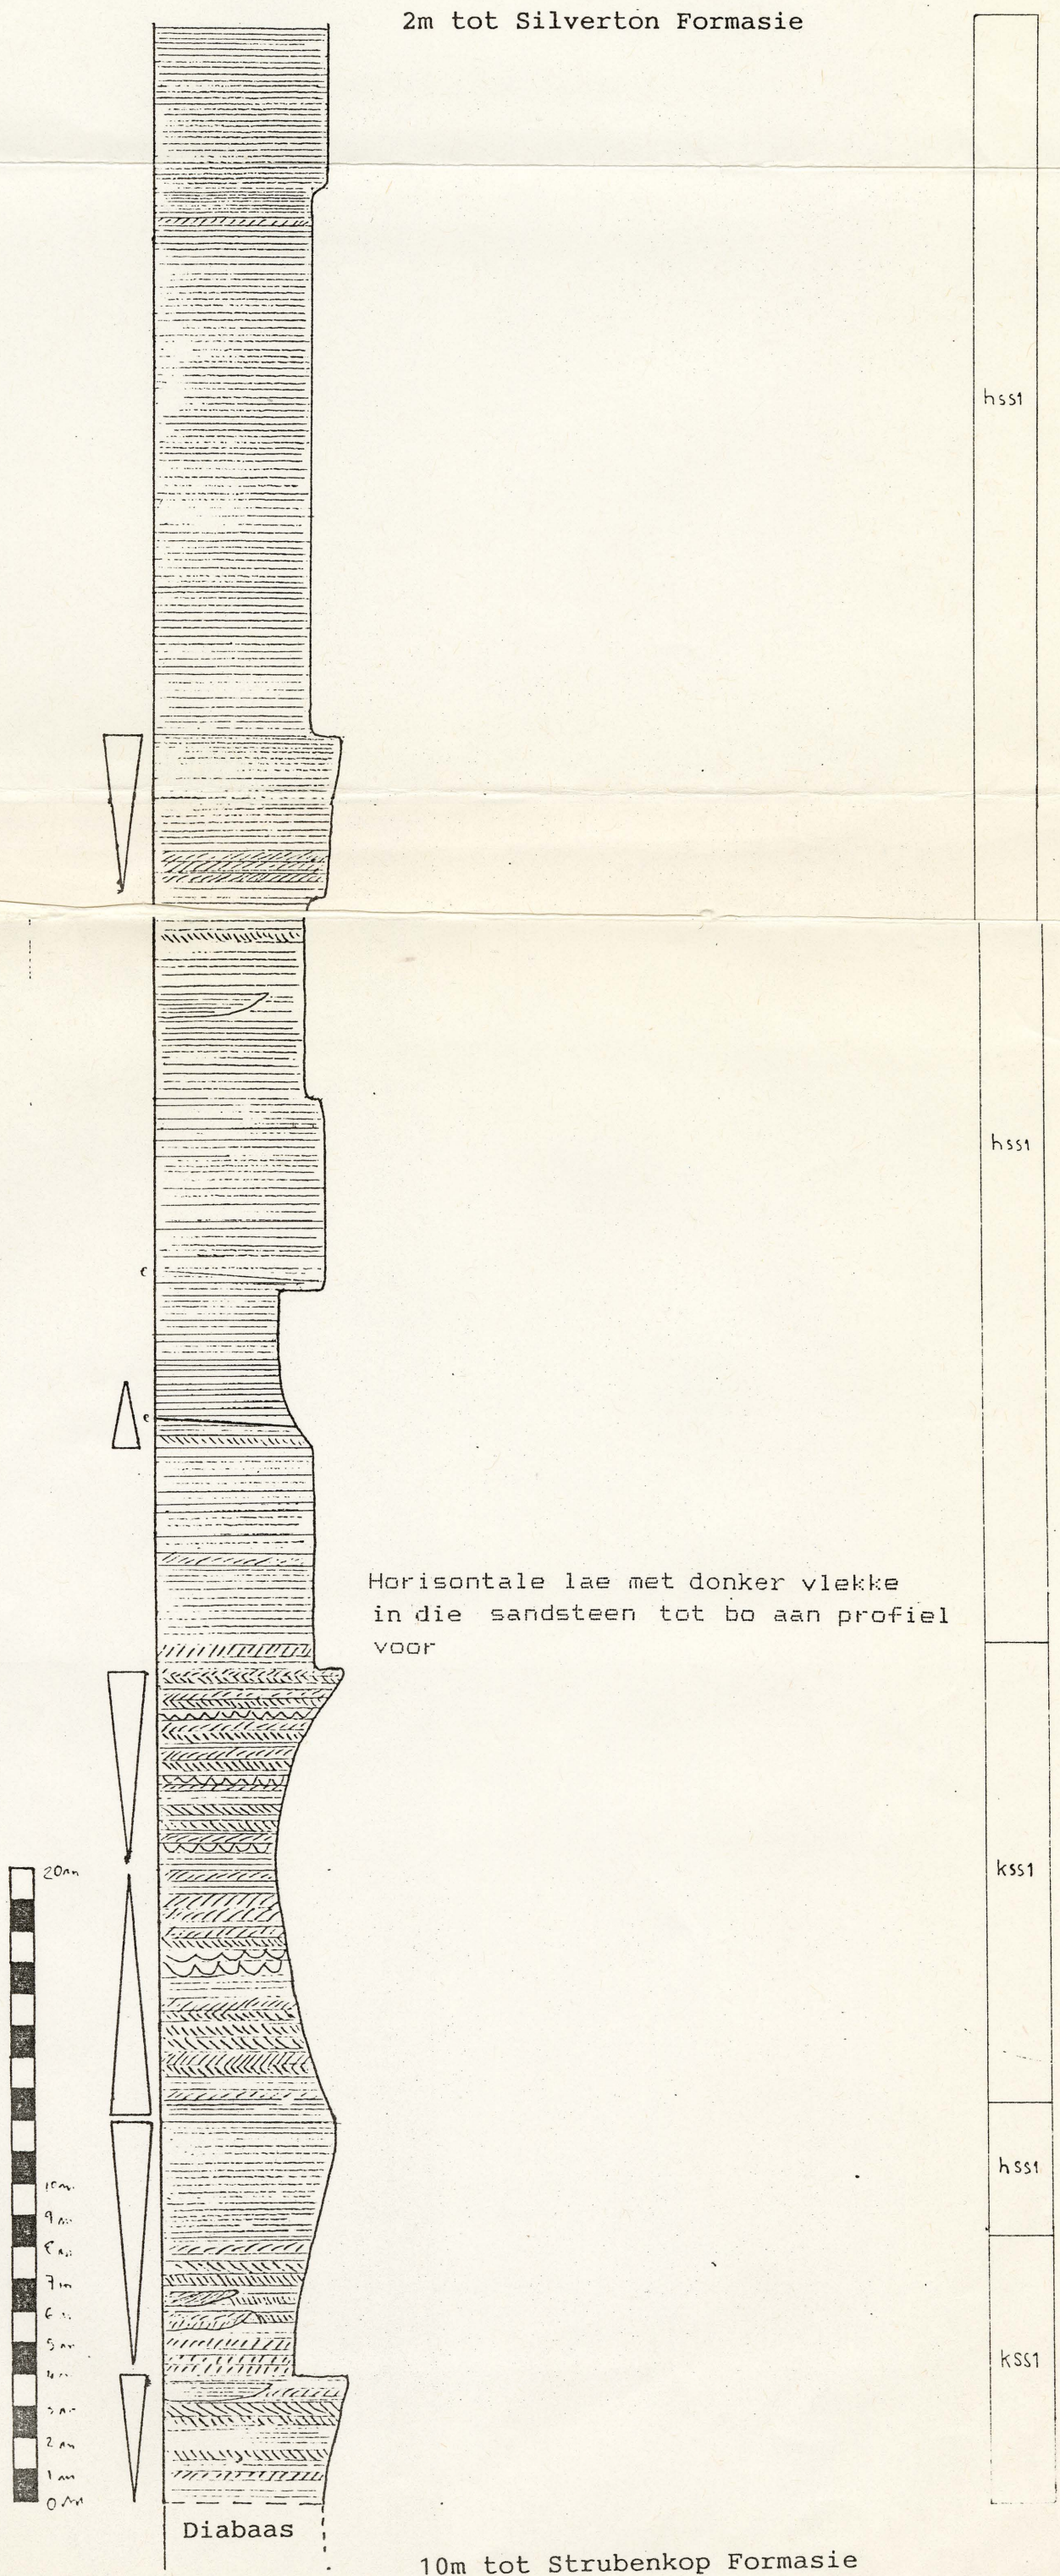 2m tot Silverton Formasie
hss1
hss1
Horisontale lae met donker vlekke
in die sandsteen tot bo aan profiel
voor
kss1
20m
hss1
10m
9m
8m
7m
6m
5m
kss1
4m
3m
2m
1m
0m
Diabaas
10m tot Strubenkop Formasie